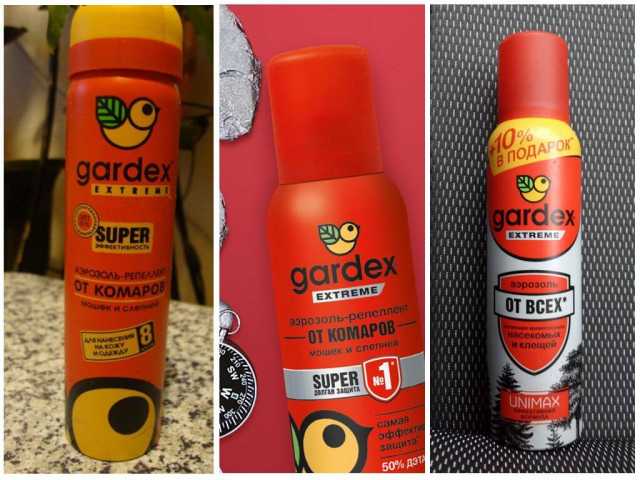 gardex
EXTREME
SUPER
ЭФФЕКТИВНОСТЬ
АЭРОЗОЛЬ-РЕПЕЛЛЕНТ
ОТ КОМАРОВ
МОШЕК И СЛЕПНЕЙ
ДЛЯ НАНЕСЕНИЯ
НА КОЖУ
И ОДЕЖДУ
8
gardex
EXTREME
аэрозоль-репеллент
ОТ КОМАРОВ
мошек и слепней
SUPER
ДОЛГАЯ ЗАЩИТА
№1*
самая
эффектив
защита*
50% ДЭТА
+10%
В ПОДАРОК*
gardex
EXTREME
аэрозоль
ОТ ВСЕХ*
насекомых
и клещей
UNIMAX